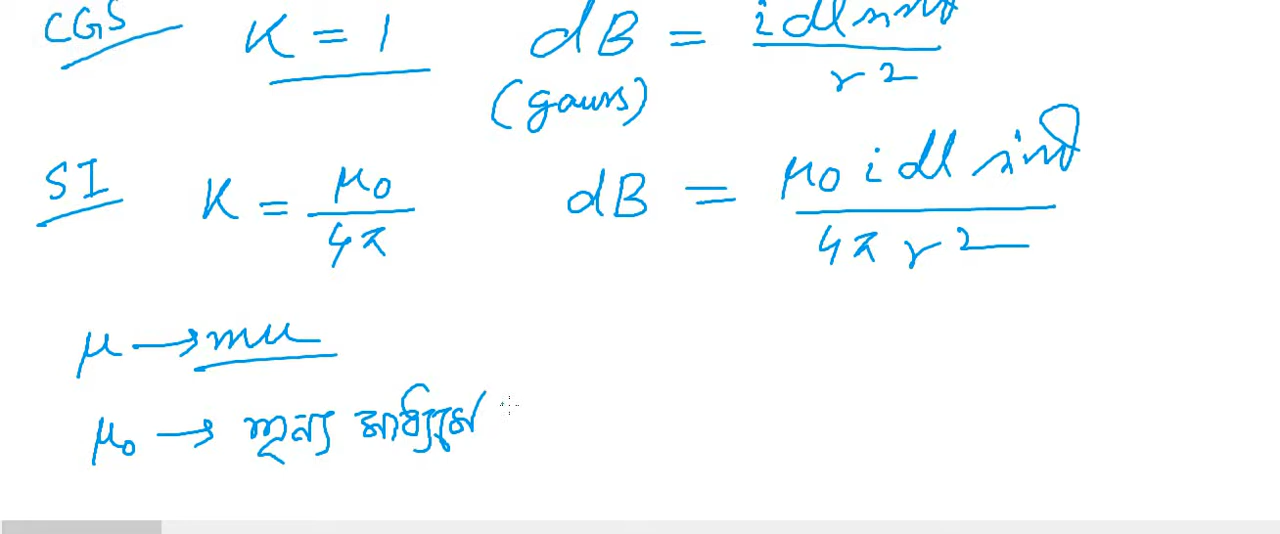 CGS K = 1 dB = i dl sinθ / r²
(gauss)
SI K = μ₀ / 4π dB = μ₀ i dl sinθ / 4π r²
μ → mu
μ₀ → শূন্য মাধ্যমে